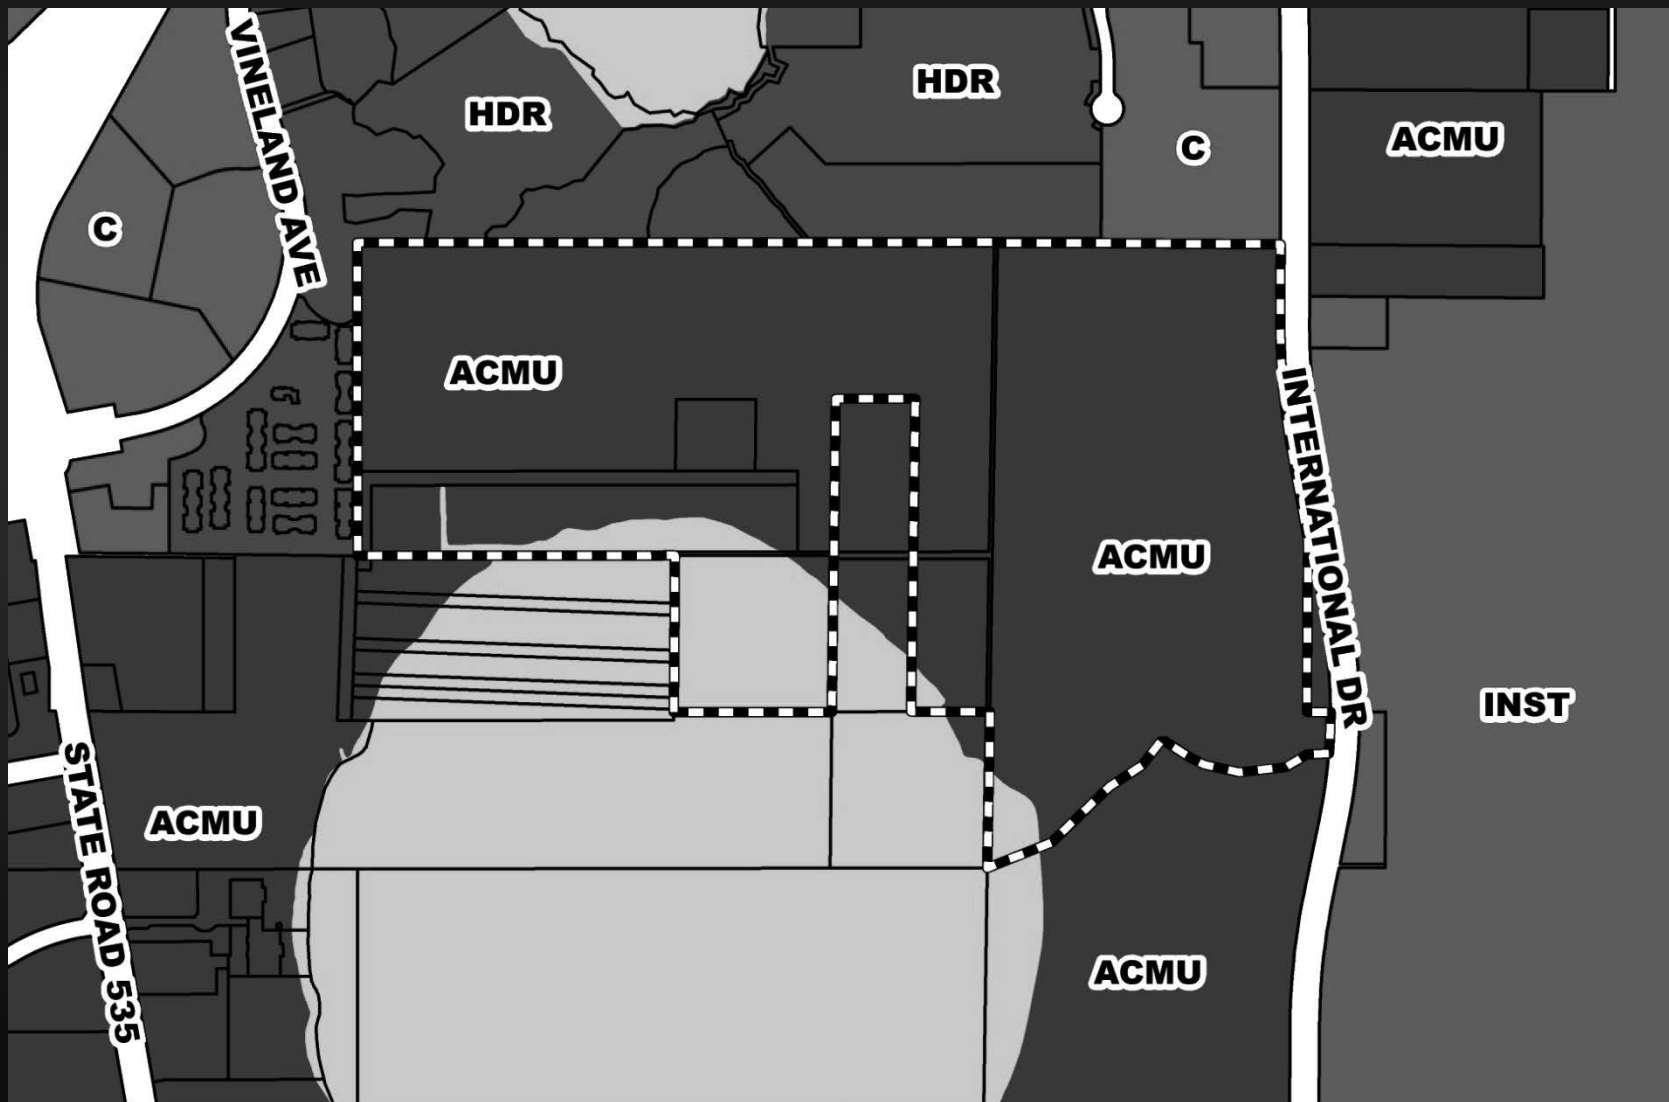 VINELAND AVE
HDR
HDR
C
ACMU
C
ACMU
INTERNATIONAL DR
ACMU
INST
STATE ROAD 535
ACMU
ACMU